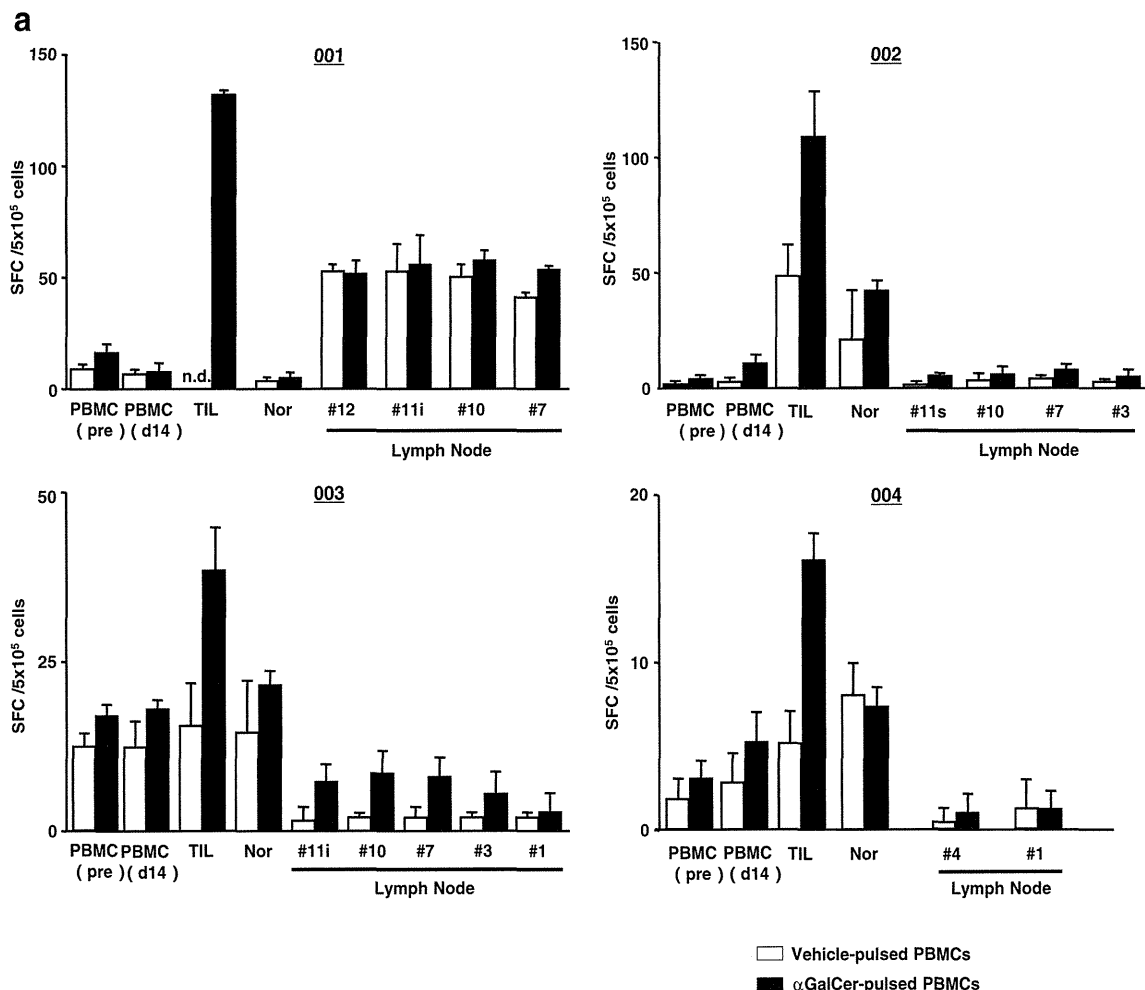 a
001
150
100
50
0
SFC /5x10⁵ cells
n.d.
PBMC PBMC TIL Nor #12 #11i #10 #7
( pre ) ( d14 )
Lymph Node
002
150
100
50
0
SFC /5x10⁵ cells
PBMC PBMC TIL Nor #11s #10 #7 #3
( pre ) ( d14 )
Lymph Node
003
50
25
0
SFC /5x10⁵ cells
PBMC PBMC TIL Nor #11i #10 #7 #3 #1
( pre ) ( d14 )
Lymph Node
004
20
10
0
SFC /5x10⁵ cells
PBMC PBMC TIL Nor #4 #1
( pre ) ( d14 )
Lymph Node
Vehicle-pulsed PBMCs
αGalCer-pulsed PBMCs